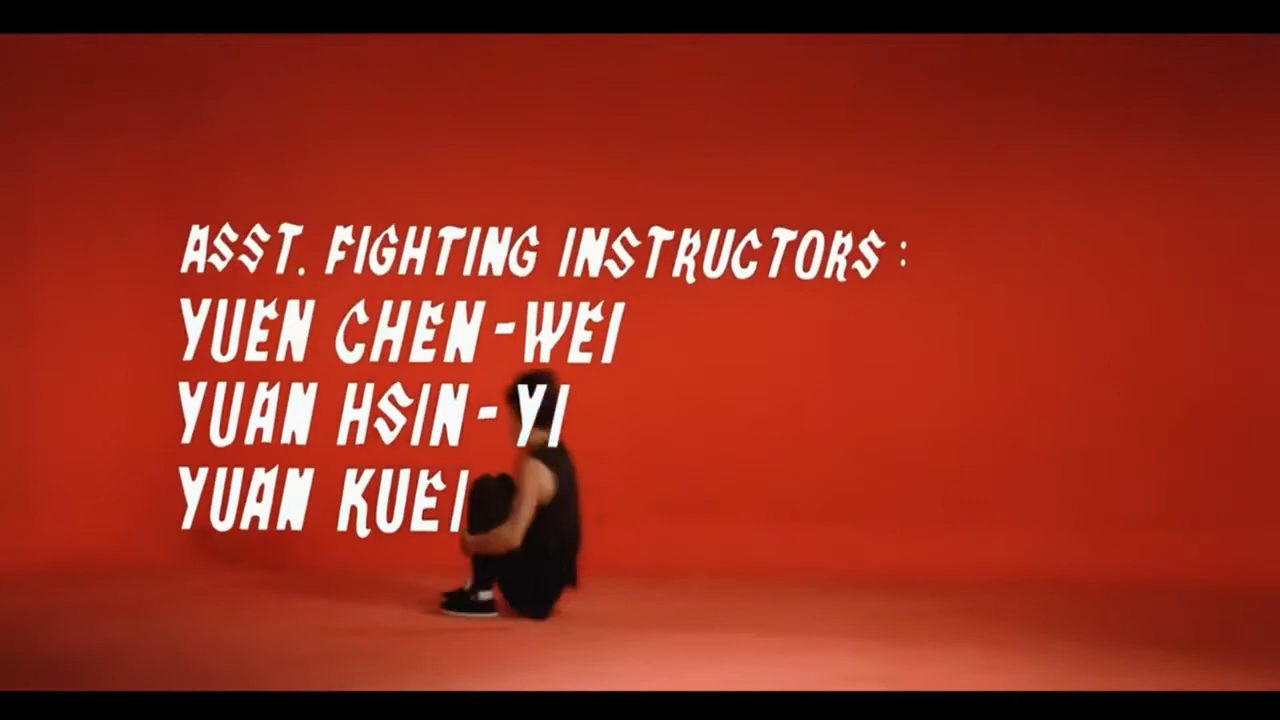 ASST. FIGHTING INSTRUCTORS :
YUEN CHEN-WEI
YUAN HSIN-YI
YUAN KUEI